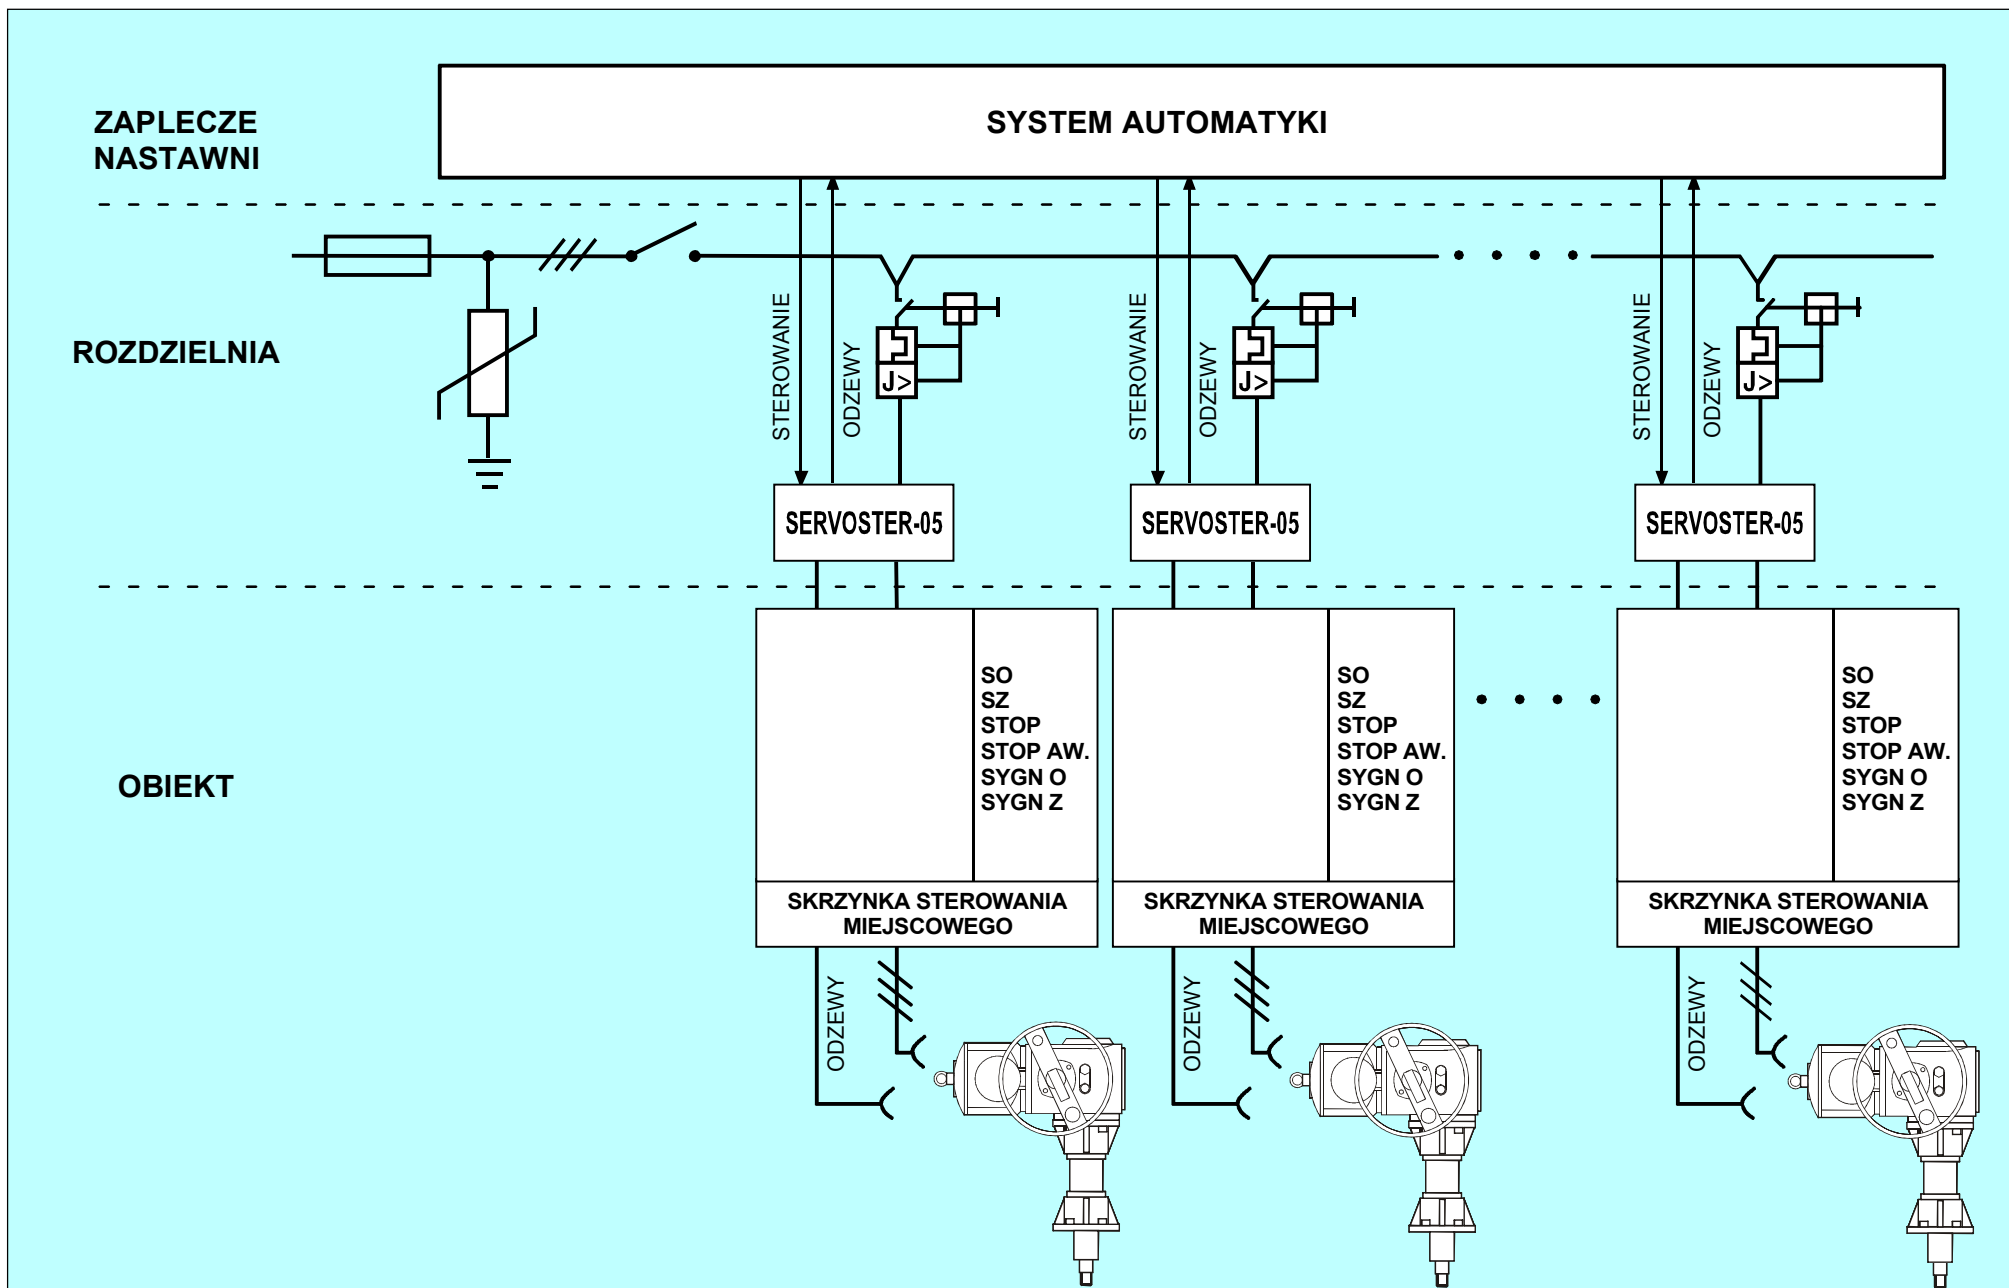 ZAPLECZE
NASTAWNI
SYSTEM AUTOMATYKI
ROZDZIELNIA
STEROWANIE
ODZEWY
J>
STEROWANIE
ODZEWY
J>
STEROWANIE
ODZEWY
J>
SERVOSTER-05
SERVOSTER-05
SERVOSTER-05
OBIEKT
SO
SZ
STOP
STOP AW.
SYGN O
SYGN Z
SKRZYNKA STEROWANIA
MIEJSCOWEGO
SO
SZ
STOP
STOP AW.
SYGN O
SYGN Z
SKRZYNKA STEROWANIA
MIEJSCOWEGO
SO
SZ
STOP
STOP AW.
SYGN O
SYGN Z
SKRZYNKA STEROWANIA
MIEJSCOWEGO
ODZEWY
ODZEWY
ODZEWY